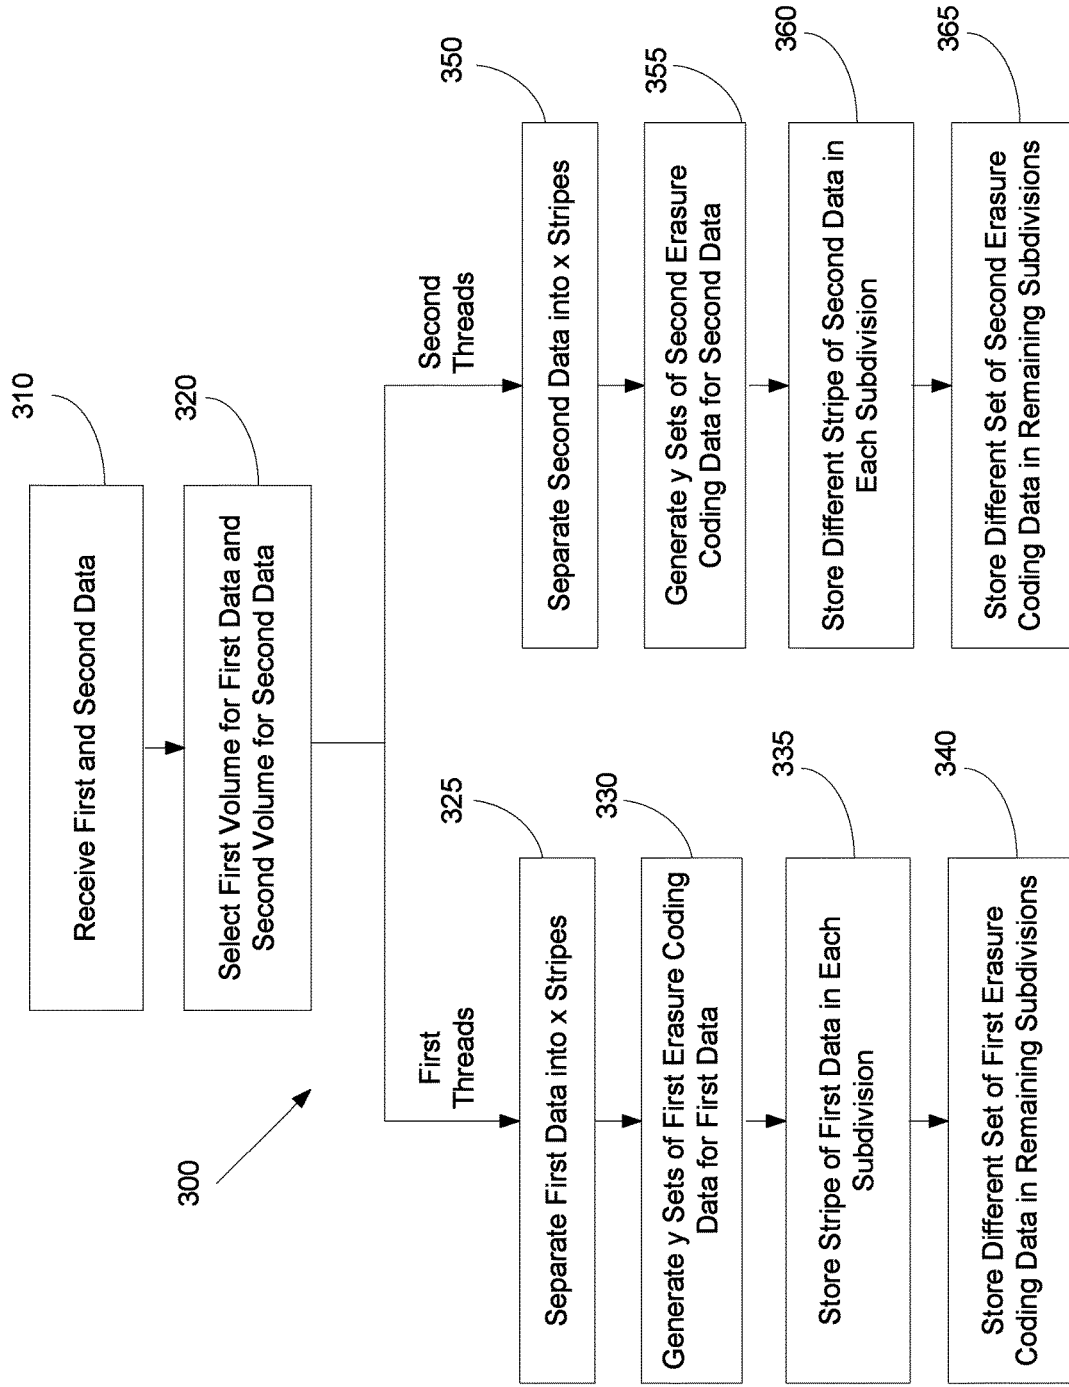 300
310
Receive First and Second Data
320
Select First Volume for First Data and
Second Volume for Second Data
First
Threads
Second
Threads
325
Separate First Data into x Stripes
330
Generate y Sets of First Erasure Coding
Data for First Data
335
Store Stripe of First Data in Each
Subdivision
340
Store Different Set of First Erasure
Coding Data in Remaining Subdivisions
350
Separate Second Data into x Stripes
355
Generate y Sets of Second Erasure
Coding Data for Second Data
360
Store Different Stripe of Second Data in
Each Subdivision
365
Store Different Set of Second Erasure
Coding Data in Remaining Subdivisions